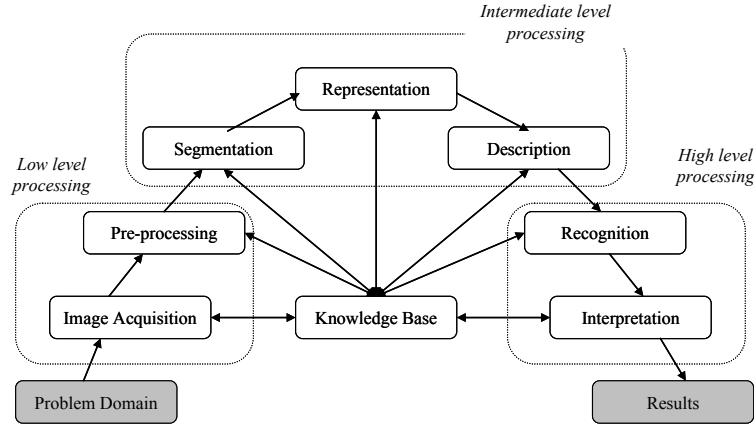 Intermediate level
processing
Representation
Segmentation
Description
Low level
processing
High level
processing
Pre-processing
Recognition
Image Acquisition
Knowledge Base
Interpretation
Problem Domain
Results